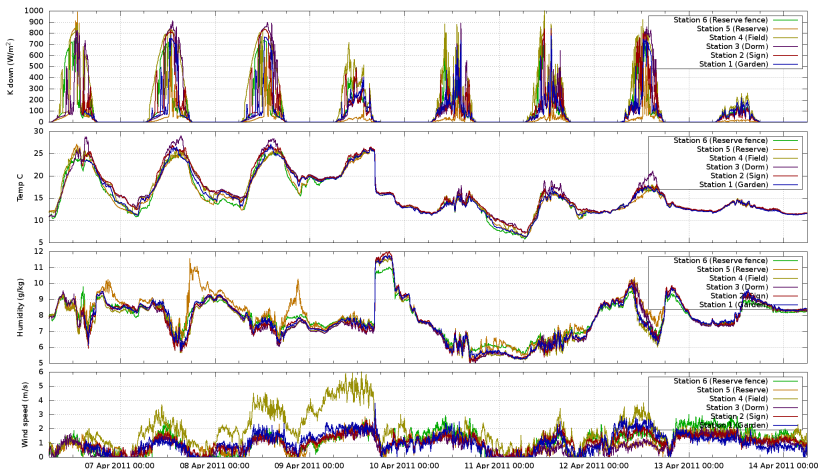 K down (W/m²)
1000
900
800
700
600
500
400
300
200
100
Station 6 (Reserve fence)
Station 5 (Reserve)
Station 4 (Field)
Station 3 (Dorm)
Station 2 (Sign)
Station 1 (Garden)
Temp C
30
25
20
15
10
5
Station 6 (Reserve fence)
Station 5 (Reserve)
Station 4 (Field)
Station 3 (Dorm)
Station 2 (Sign)
Station 1 (Garden)
Humidity (g/kg)
12
11
10
9
8
7
6
5
Station 6 (Reserve fence)
Station 5 (Reserve)
Station 4 (Field)
Station 3 (Dorm)
Station 2 (Sign)
Station 1 (Garden)
Wind speed (m/s)
6
5
4
3
2
1
0
Station 6 (Reserve fence)
Station 5 (Reserve)
Station 4 (Field)
Station 3 (Dorm)
Station 2 (Sign)
Station 1 (Garden)
07 Apr 2011 00:00 08 Apr 2011 00:00 09 Apr 2011 00:00 10 Apr 2011 00:00 11 Apr 2011 00:00 12 Apr 2011 00:00 13 Apr 2011 00:00 14 Apr 2011 00:00